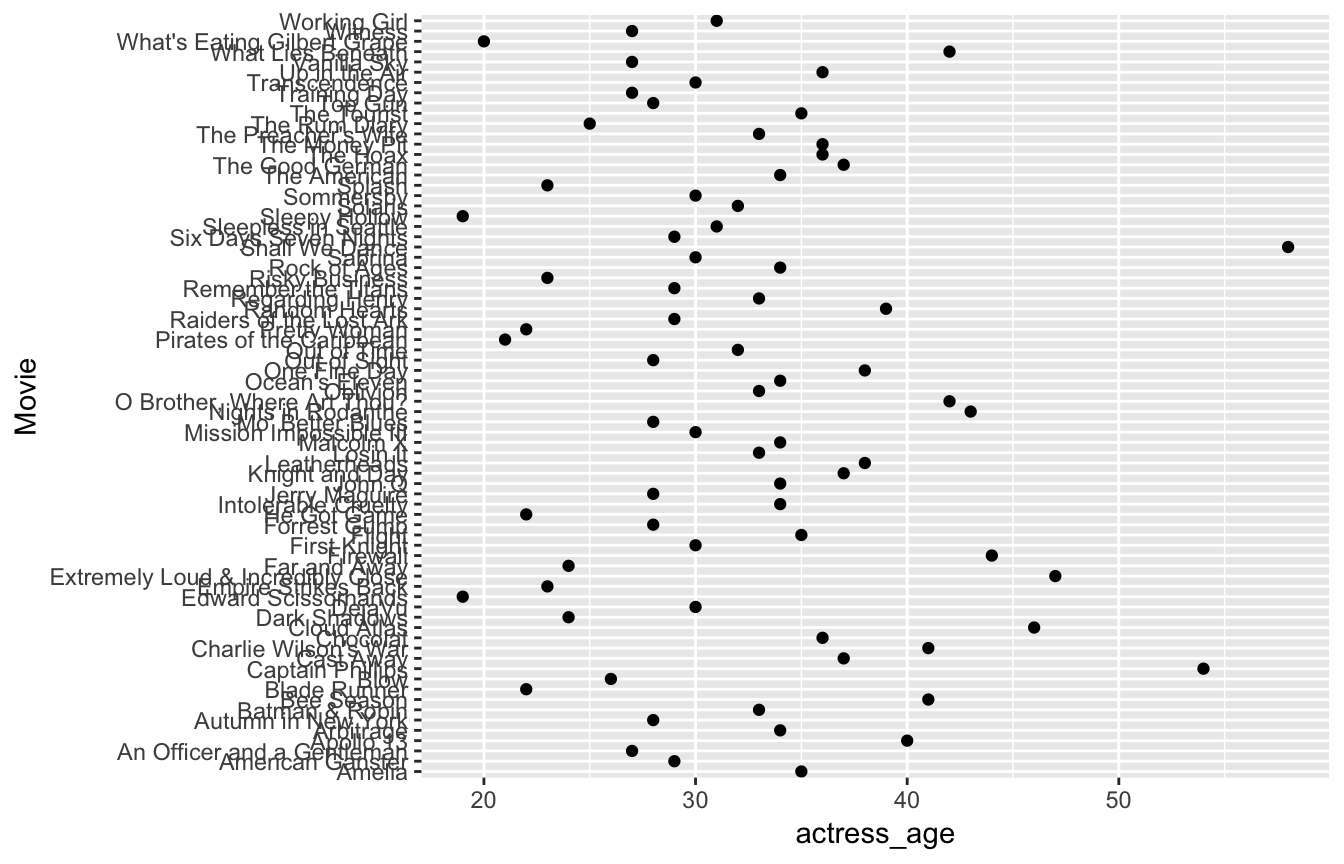 Working Girl
Witness
What's Eating Gilbert Grape
What Lies Beneath
Vanilla Sky
Up in the Air
Transcendence
Training Day
Top Gun
The Tourist
The Rum Diary
The Preacher's Wife
The Money Pit
The Hoax
The Good German
The American
Splash
Sommersby
Solaris
Sleepy Hollow
Sleepless in Seattle
Six Days Seven Nights
Shall We Dance
Sabrina
Rock of Ages
Risky Business
Remember the Titans
Regarding Henry
Random Hearts
Raiders of the Lost Ark
Pretty Woman
Pirates of the Caribbean
Out of Time
Out of Sight
One Fine Day
Ocean's Eleven
Oblivion
O Brother, Where Art Thou?
Nights in Rodanthe
Mo' Better Blues
Mission Impossible III
Malcolm X
Losin It
Leatherheads
Knight and Day
John Q
Jerry Maguire
Intolerable Cruelty
He Got Game
Forrest Gump
Flight
First Knight
Firewall
Far and Away
Extremely Loud & Incredibly Close
Empire Strikes Back
Edward Scissorhands
DejaVu
Dark Shadows
Cloud Atlas
Chocolat
Charlie Wilson's War
Cast Away
Captain Phillips
Blow
Blade Runner
Bee Season
Batman & Robin
Autumn in New York
Arbitrage
Apollo 13
An Officer and a Gentleman
American Ganster
Amelia
Movie
20 30 40 50
actress_age